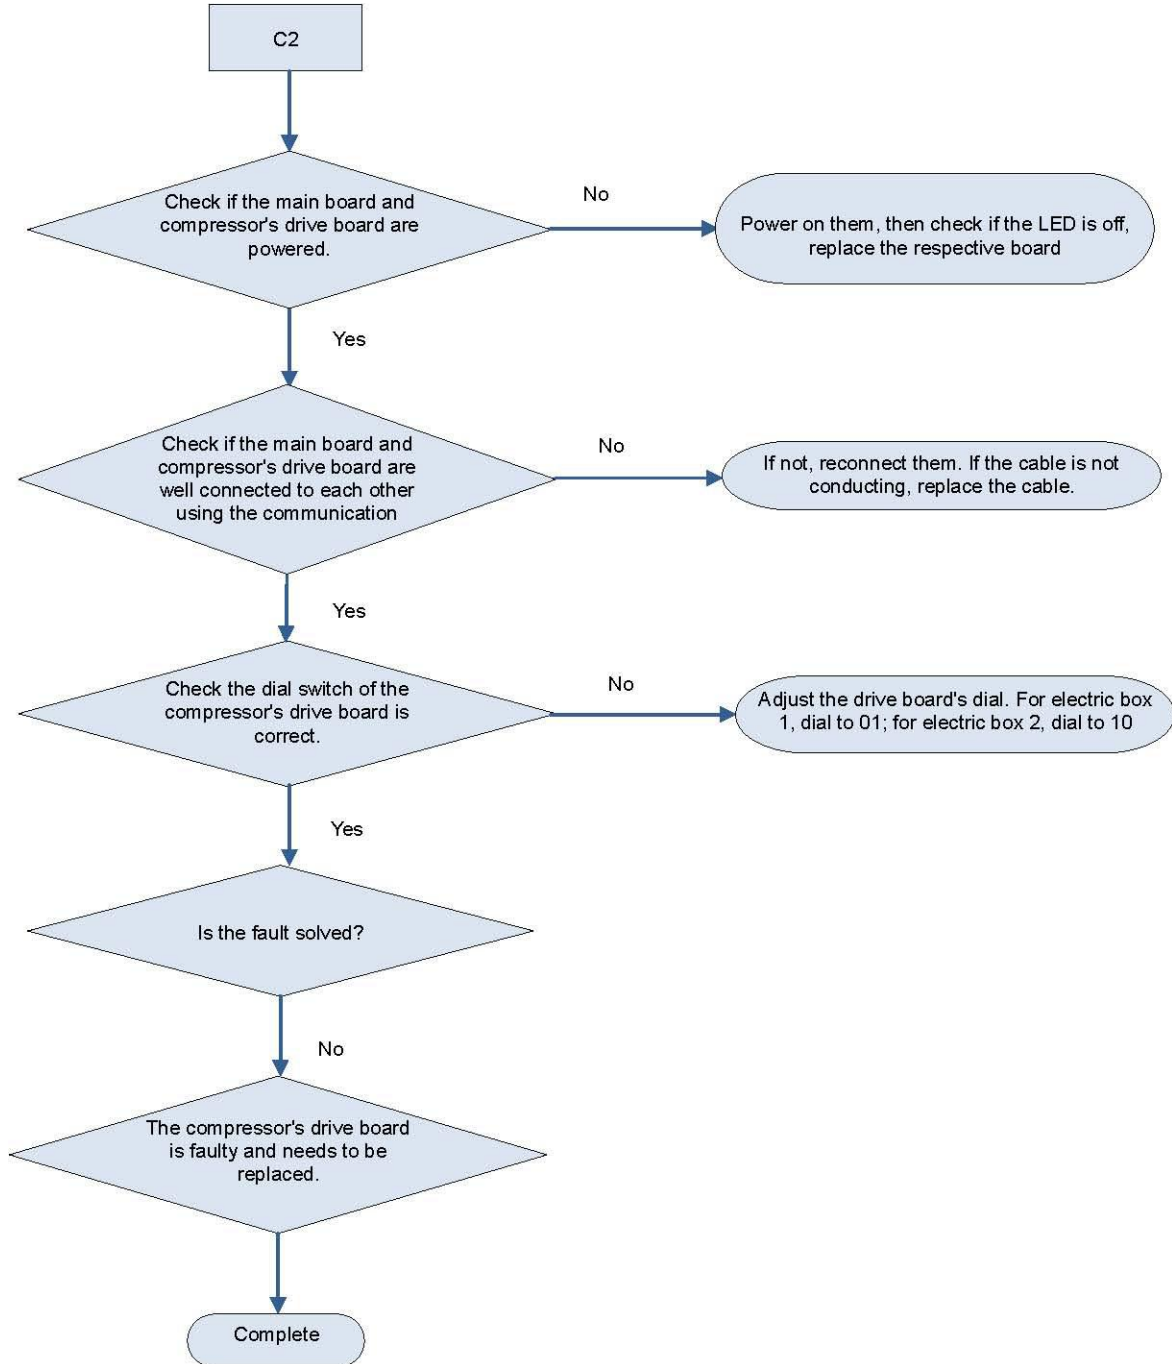 C2
Check if the main board and
compressor's drive board are
powered.
No
Power on them, then check if the LED is off,
replace the respective board
Yes
Check if the main board and
compressor's drive board are
well connected to each other
using the communication
No
If not, reconnect them. If the cable is not
conducting, replace the cable.
Yes
Check the dial switch of the
compressor's drive board is
correct.
No
Adjust the drive board's dial. For electric box
1, dial to 01; for electric box 2, dial to 10
Yes
Is the fault solved?
No
The compressor's drive board
is faulty and needs to be
replaced.
Complete